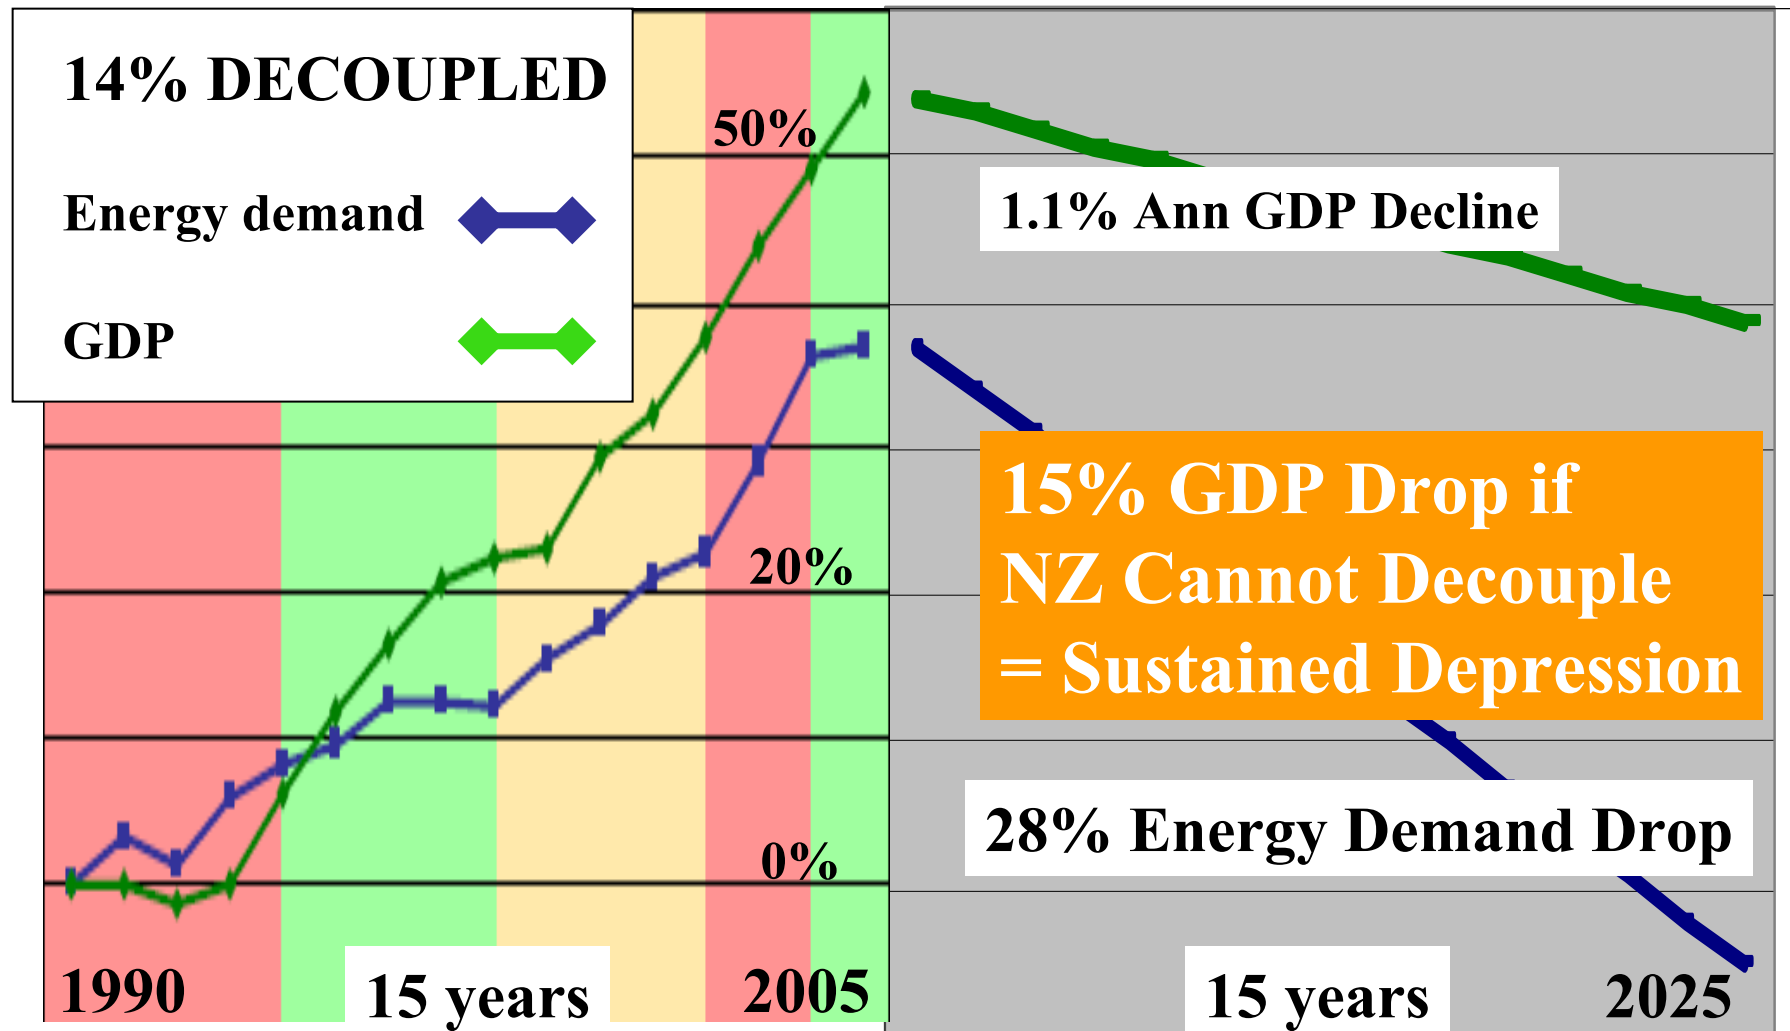 14% DECOUPLED
Energy demand
GDP
50%
20%
0%
1990
15 years
2005
1.1% Ann GDP Decline
15% GDP Drop if
NZ Cannot Decouple
= Sustained Depression
28% Energy Demand Drop
15 years
2025